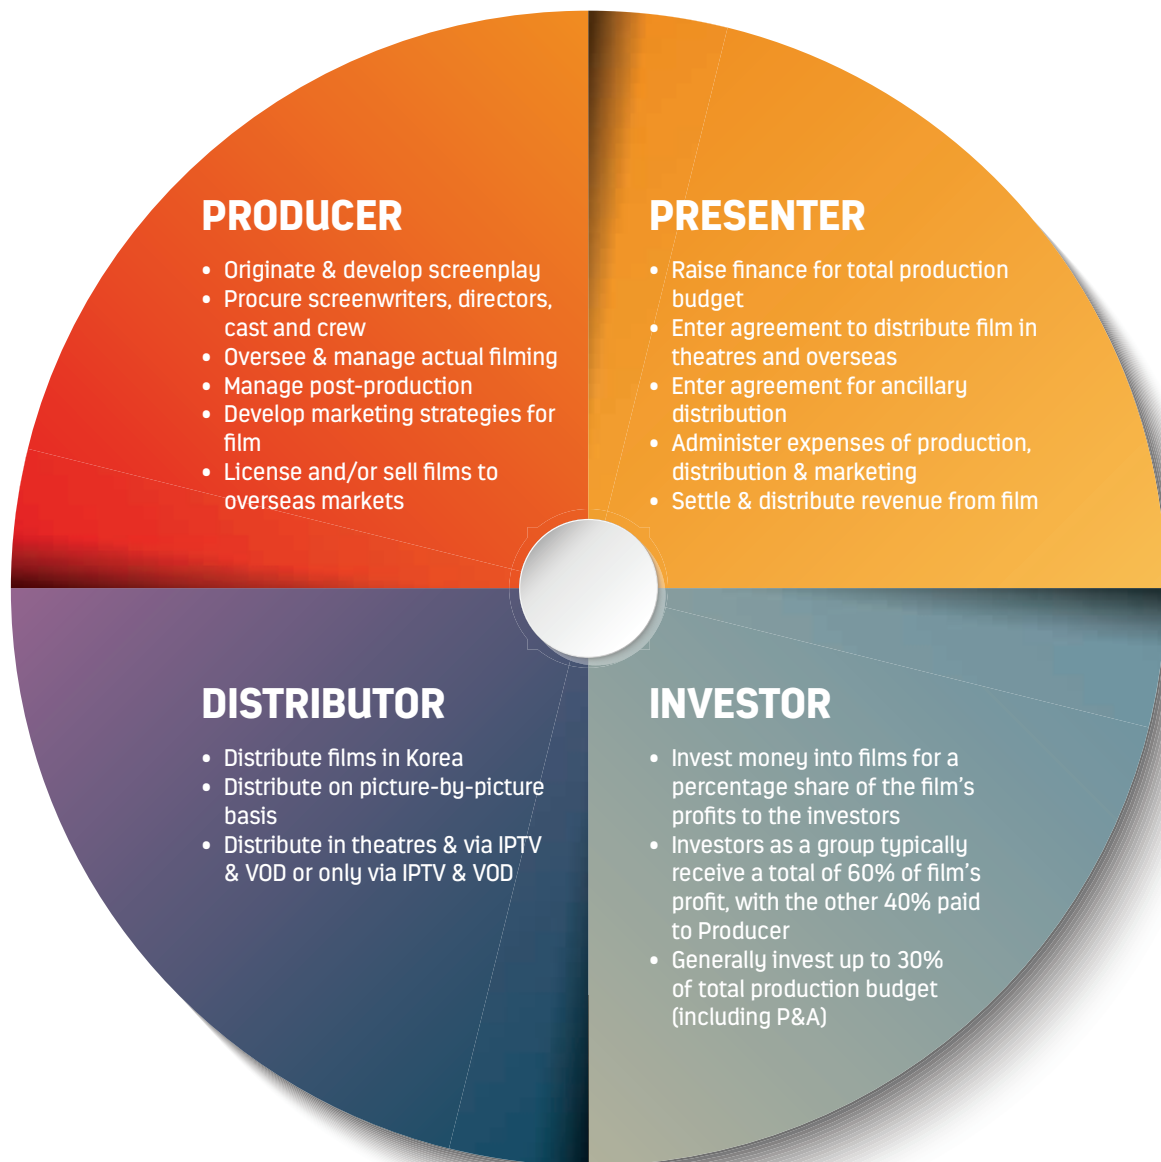 PRODUCER
• Originate & develop screenplay
• Procure screenwriters, directors,
cast and crew
• Oversee & manage actual filming
• Manage post-production
• Develop marketing strategies for
film
• License and/or sell films to
overseas markets
PRESENTER
• Raise finance for total production
budget
• Enter agreement to distribute film in
theatres and overseas
• Enter agreement for ancillary
distribution
• Administer expenses of production,
distribution & marketing
• Settle & distribute revenue from film
DISTRIBUTOR
• Distribute films in Korea
• Distribute on picture-by-picture
basis
• Distribute in theatres & via IPTV
& VOD or only via IPTV & VOD
INVESTOR
• Invest money into films for a
percentage share of the film's
profits to the investors
• Investors as a group typically
receive a total of 60% of film's
profit, with the other 40% paid
to Producer
• Generally invest up to 30%
of total production budget
(including P&A)